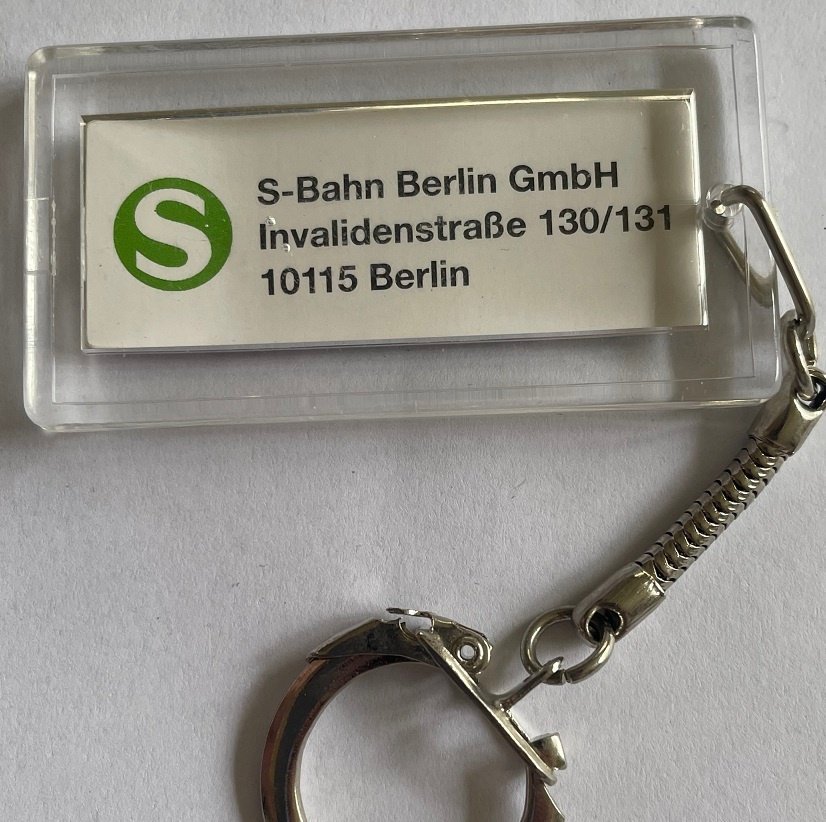 S
S-Bahn Berlin GmbH
Invalidenstraße 130/131
10115 Berlin